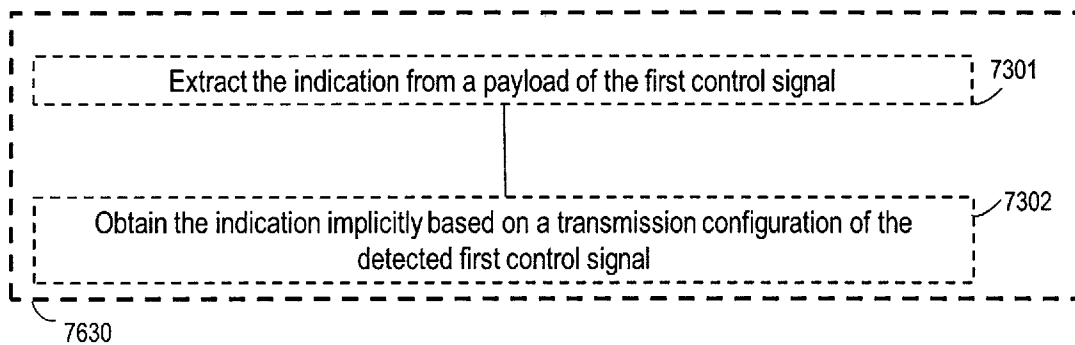 Extract the indication from a payload of the first control signal
7301
Obtain the indication implicitly based on a transmission configuration of the
detected first control signal
7302
7630